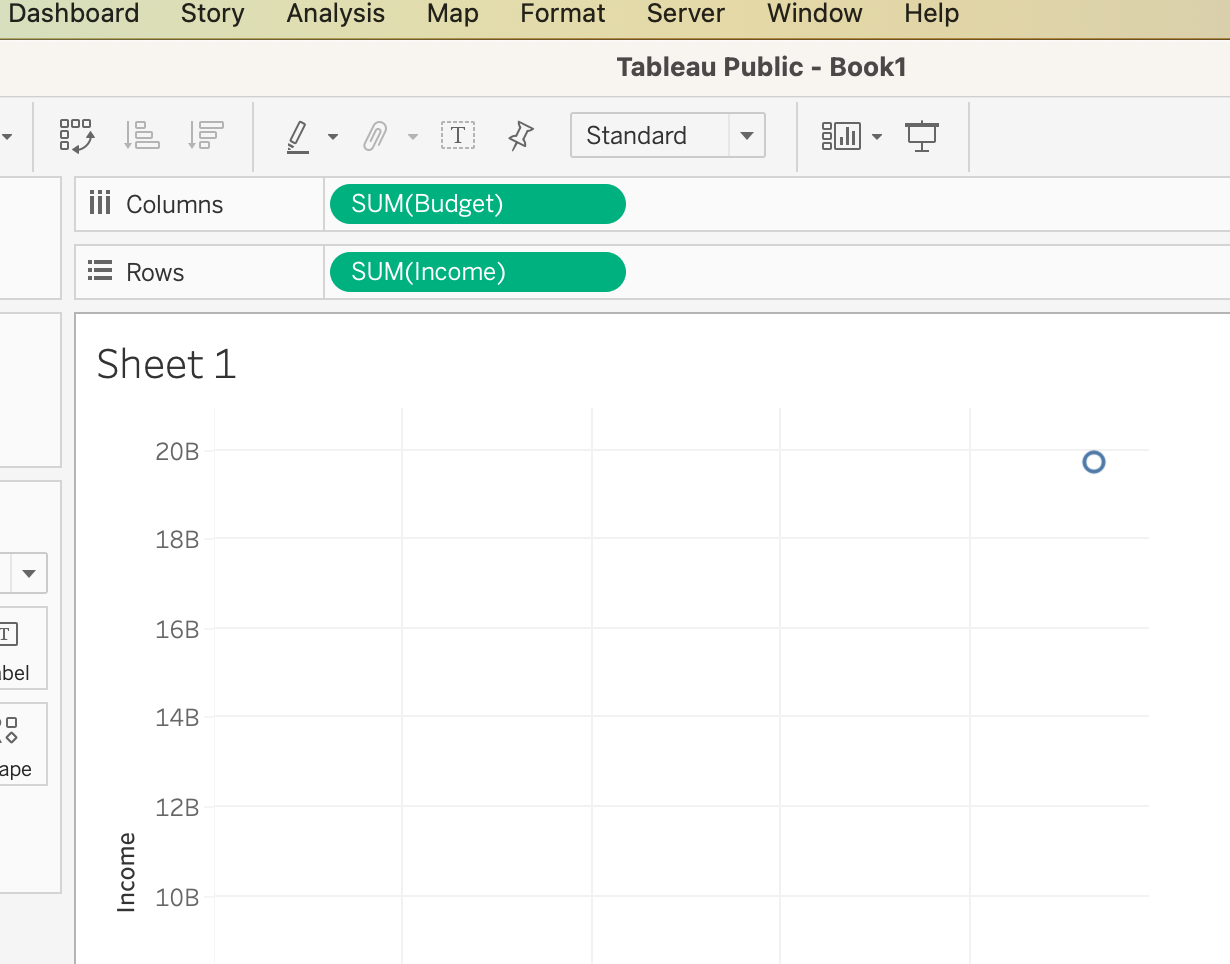 Dashboard Story Analysis Map Format Server Window Help
Tableau Public - Book1
T Standard
Columns SUM(Budget)
Rows SUM(Income)
Sheet 1
20B
18B
16B
T
abel
14B
ape
12B
Income
10B